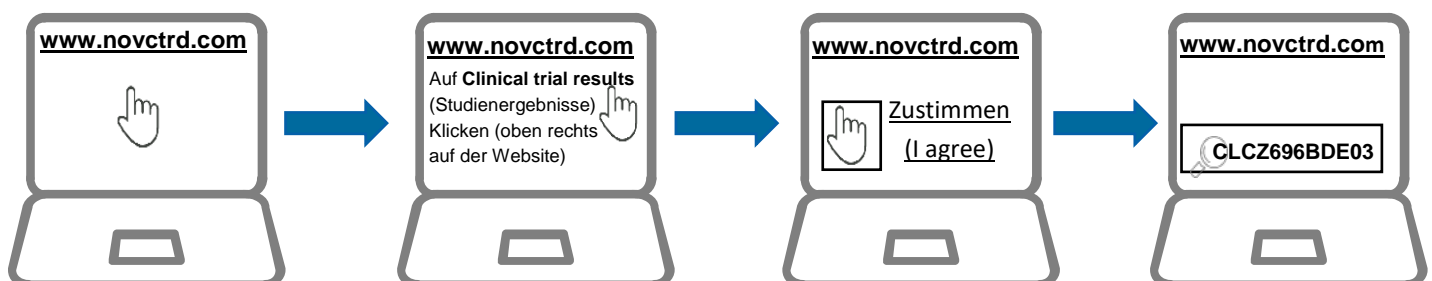 www.novctrd.com
www.novctrd.com
Auf Clinical trial results
(Studienergebnisse)
Klicken (oben rechts
auf der Website)
www.novctrd.com
Zustimmen
(I agree)
www.novctrd.com
CLCZ696BDE03